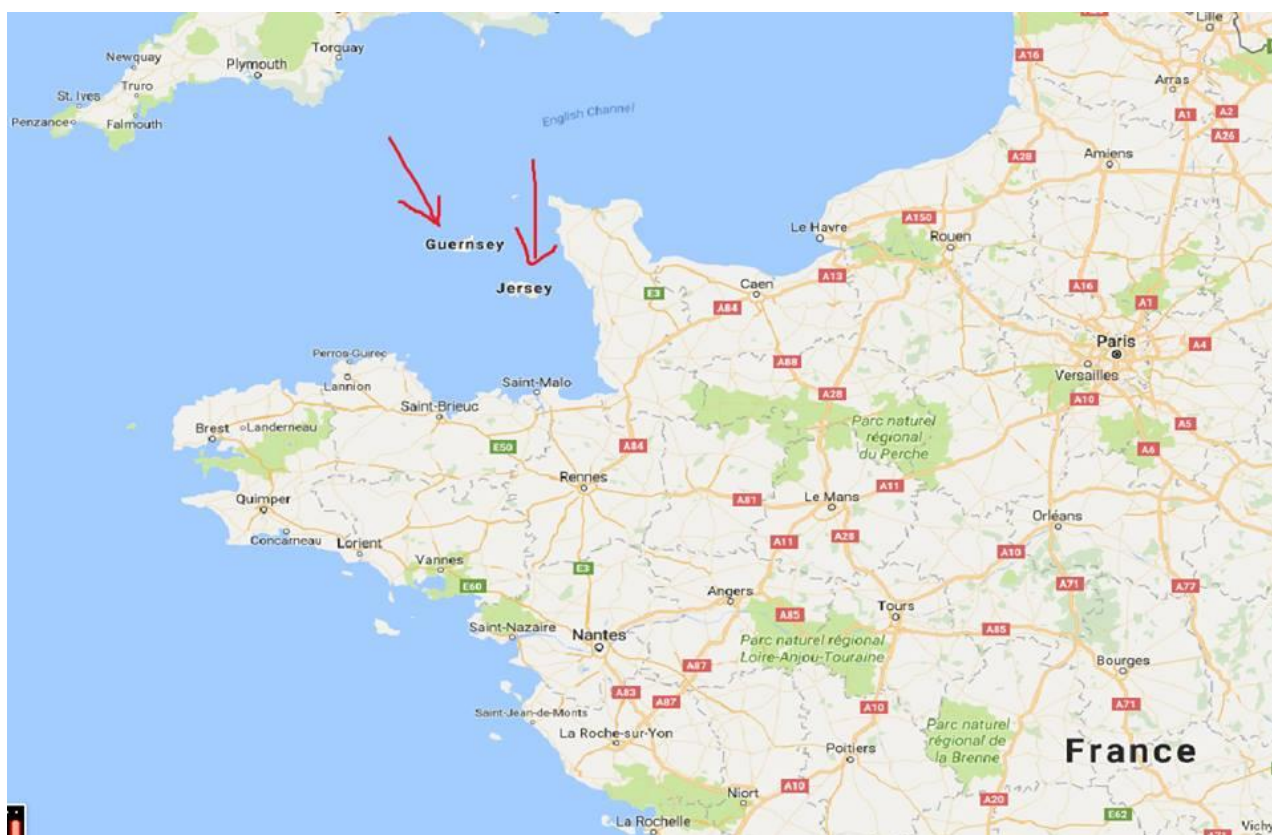 Lille
Torquay
Newquay
Plymouth
A16
Arras
Truro
St. Ives
Penzance
Falmouth
English Channel
A1
A2
A26
Amiens
A28
Guernsey
Le Havre
A150
Rouen
Jersey
E3
Caen
A13
A16
A84
A1
Paris
A4
Perros-Guirec
Lannion
Saint-Malo
A88
Versailles
A28
A10
Saint-Brieuc
Brest
Landerneau
E50
A84
Parc naturel
régional
du Perche
A5
A6
Rennes
A11
Quimper
A81
Le Mans
Orléans
Concarneau
Lorient
A11
A28
A10
Vannes
E60
E3
A71
A77
Angers
A85
Tours
Saint-Nazaire
Nantes
Parc naturel régional
Loire-Anjou-Touraine
A85
A87
Bourges
A83
A87
A10
A71
Saint-Jean-de-Monts
La Roche-sur-Yon
Parc naturel
régional de
la Brenne
Poitiers
France
Niort
A10
A20
E62
La Rochelle
Vichy